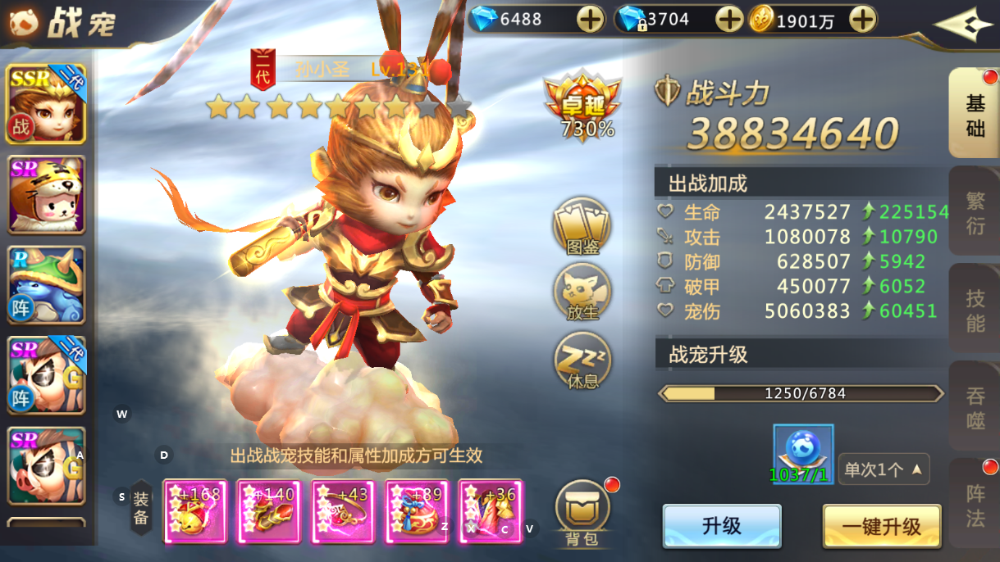 战宠
6488
3704
1901万
SSR
二代
战
SR
R
阵
SR
二代
阵
SR
二代
孙小圣 Lv.131
卓越
730%
图鉴
放生
休息
战斗力
38834640
出战加成
生命 2437527 225154
攻击 1080078 10790
防御 628507 5942
破甲 450077 6052
宠伤 5060383 60451
战宠升级
1250/6784
1037/1
单次1个
升级
一键升级
基础
繁衍
技能
吞噬
阵法
出战战宠技能和属性加成方可生效
装备
+168
+140
+43
+89
+36
背包
W
A
D
S
Z
X
C
V